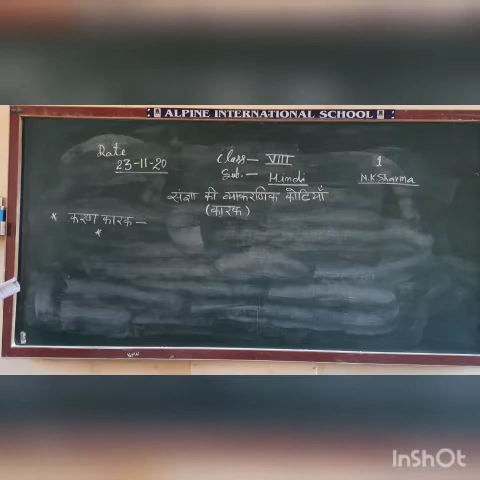 ALPINE INTERNATIONAL SCHOOL
Date
23-11-20
Class- VIII
Sub.- Hindi
1
N.K Sharma
संज्ञा की व्याकरणिक कोटियाँ
(कारक)
* करण कारक -
*
InShOt